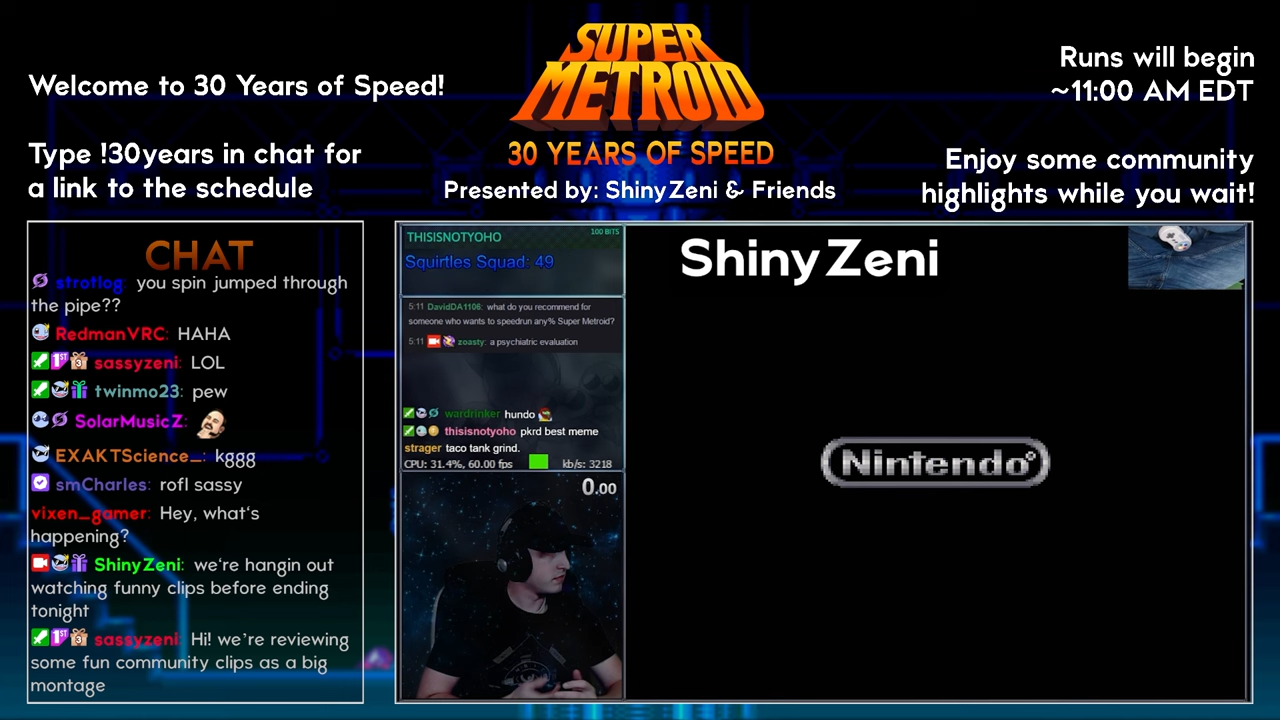 Welcome to 30 Years of Speed!
Type !30years in chat for
a link to the schedule
SUPER
METROID
30 YEARS OF SPEED
Presented by: ShinyZeni & Friends
Runs will begin
~11:00 AM EDT
Enjoy some community
highlights while you wait!
CHAT
strotlog: you spin jumped through
the pipe??
RedmanVRC: HAHA
sassyzeni: LOL
twinmo23: pew
SolarMusicZ:
EXAKTScience_: kggg
smCharles: rofl sassy
vixen_gamer: Hey, what's
happening?
ShinyZeni: we're hangin out
watching funny clips before ending
tonight
sassyzeni: Hi! we're reviewing
some fun community clips as a big
montage
THISISNOTYOHO
100 BITS
Squirtles Squad: 49
5:11 DavidDA1106: what do you recommend for
someone who wants to speedrun any% Super Metroid?
5:11 zoasty: a psychiatric evaluation
wardrinker hundo
thisisnotyoho pkrd best meme
strager taco tank grind.
CPU: 31.4%, 60.00 fps
kb/s: 3218
0.00
ShinyZeni
Nintendo®